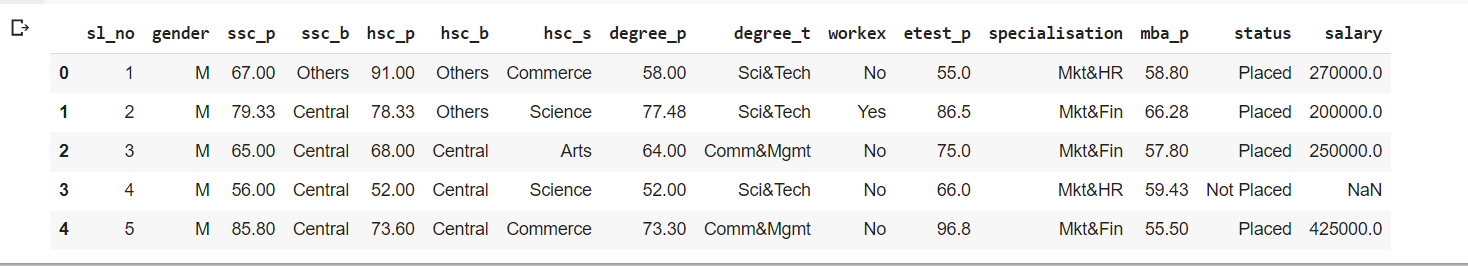 sl_no gender ssc_p ssc_b hsc_p hsc_b hsc_s degree_p degree_t workex etest_p specialisation mba_p status salary
0 1 M 67.00 Others 91.00 Others Commerce 58.00 Sci&Tech No 55.0 Mkt&HR 58.80 Placed 270000.0
1 2 M 79.33 Central 78.33 Others Science 77.48 Sci&Tech Yes 86.5 Mkt&Fin 66.28 Placed 200000.0
2 3 M 65.00 Central 68.00 Central Arts 64.00 Comm&Mgmt No 75.0 Mkt&Fin 57.80 Placed 250000.0
3 4 M 56.00 Central 52.00 Central Science 52.00 Sci&Tech No 66.0 Mkt&HR 59.43 Not Placed NaN
4 5 M 85.80 Central 73.60 Central Commerce 73.30 Comm&Mgmt No 96.8 Mkt&Fin 55.50 Placed 425000.0